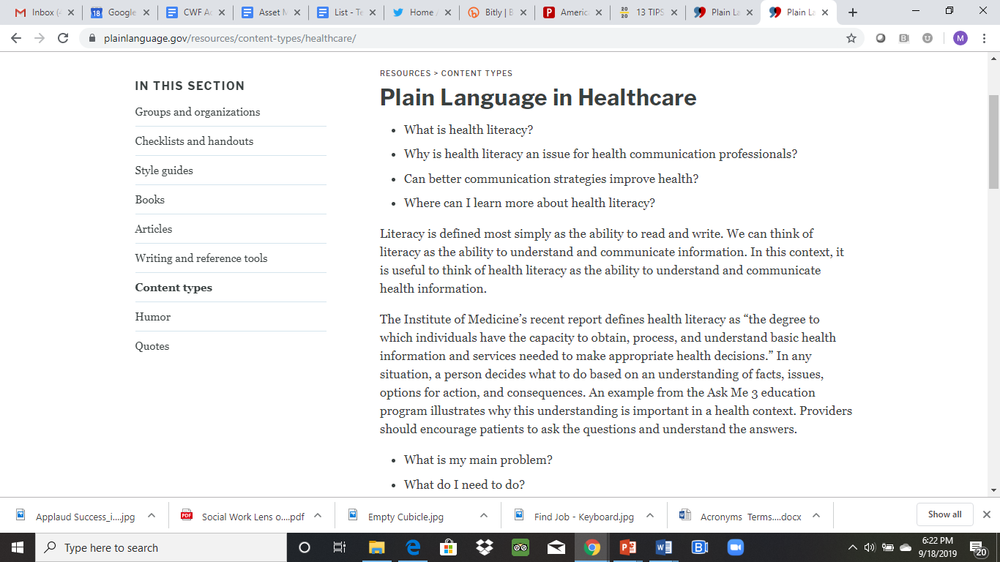 Inbox (
Google
CWF A
Asset M
List - Te
Home
Bitly | B
Americ
13 TIPS
Plain La
Plain La
plainlanguage.gov/resources/content-types/healthcare/
M
IN THIS SECTION
Groups and organizations
Checklists and handouts
Style guides
Books
Articles
Writing and reference tools
Content types
Humor
Quotes
RESOURCES > CONTENT TYPES
Plain Language in Healthcare
• What is health literacy?
• Why is health literacy an issue for health communication professionals?
• Can better communication strategies improve health?
• Where can I learn more about health literacy?
Literacy is defined most simply as the ability to read and write. We can think of
literacy as the ability to understand and communicate information. In this context, it
is useful to think of health literacy as the ability to understand and communicate
health information.
The Institute of Medicine’s recent report defines health literacy as “the degree to
which individuals have the capacity to obtain, process, and understand basic health
information and services needed to make appropriate health decisions.” In any
situation, a person decides what to do based on an understanding of facts, issues,
options for action, and consequences. An example from the Ask Me 3 education
program illustrates why this understanding is important in a health context. Providers
should encourage patients to ask the questions and understand the answers.
• What is my main problem?
• What do I need to do?
Applaud Success_i....jpg
Social Work Lens o....pdf
Empty Cubicle.jpg
Find Job - Keyboard.jpg
Acronyms Terms....docx
Show all
Type here to search
6:22 PM
9/18/2019
20